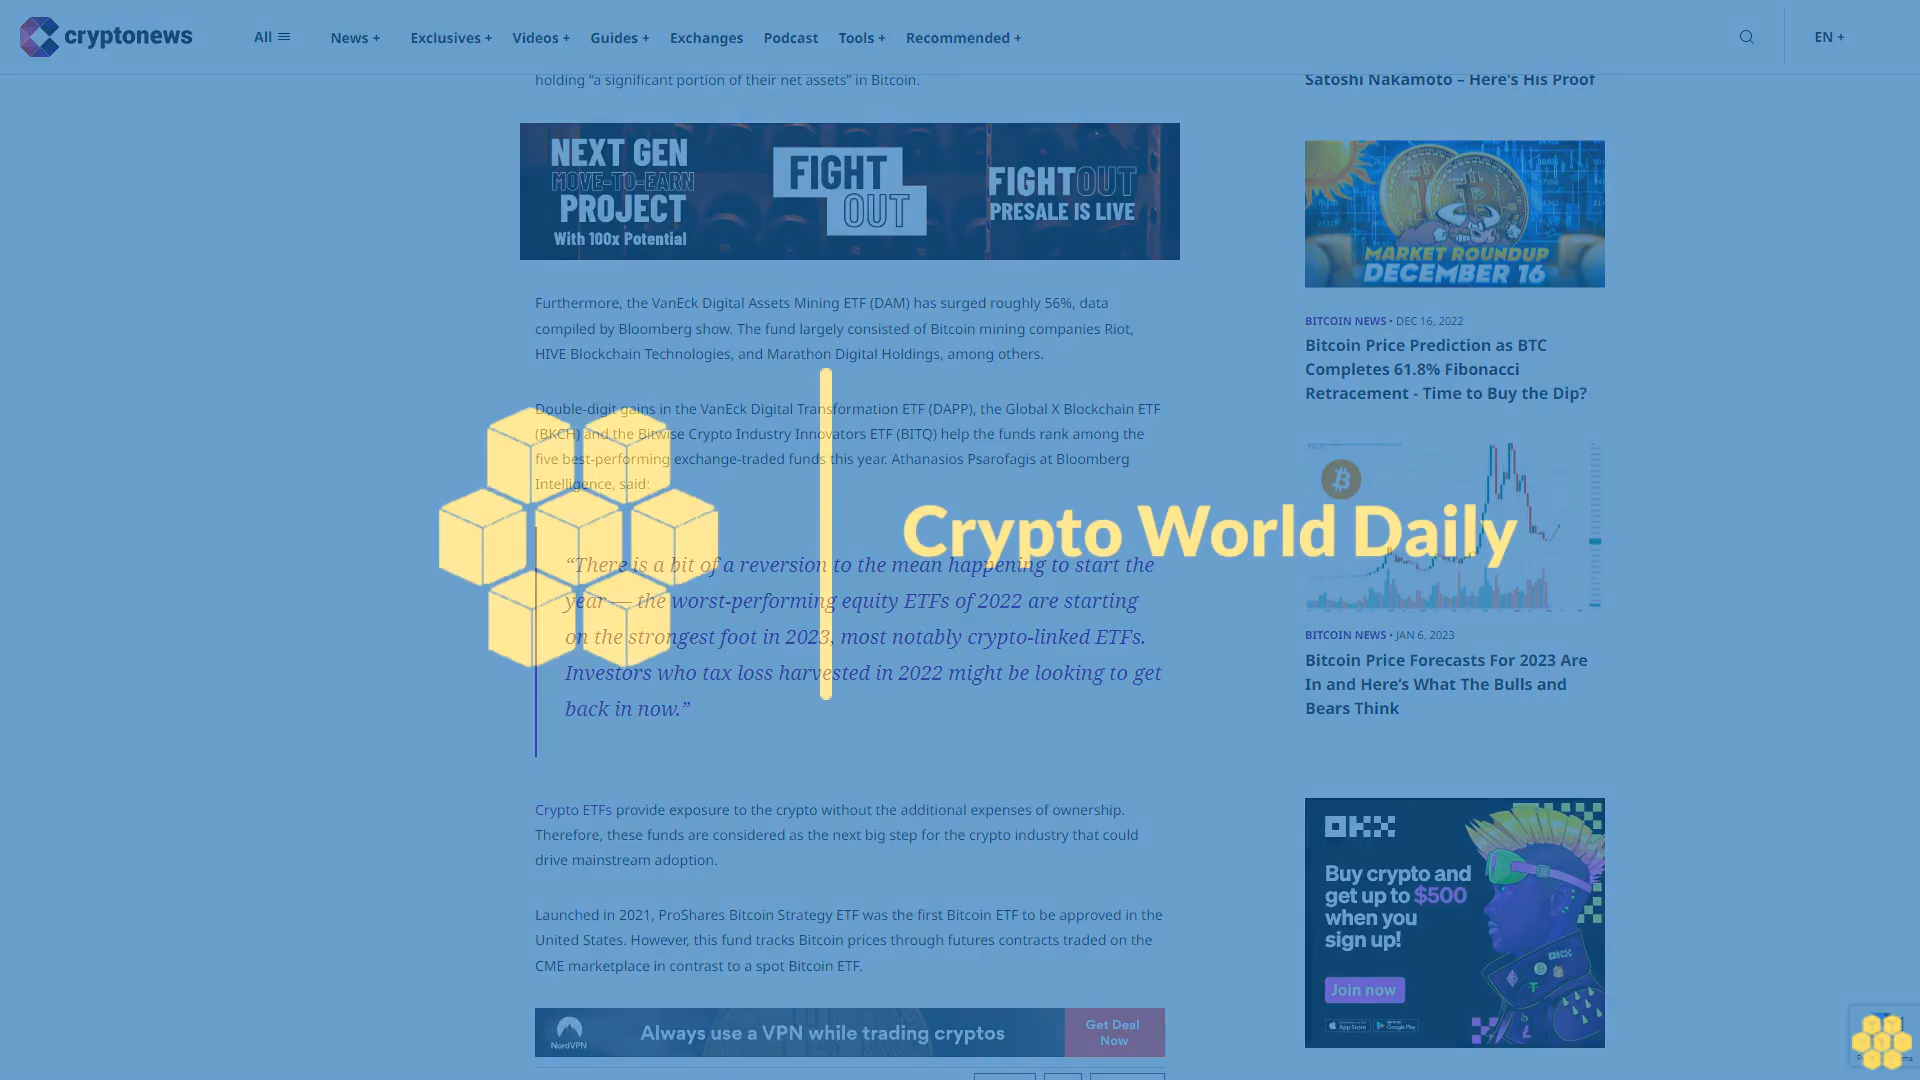 cryptonews
All
News +
Exclusives +
Videos +
Guides +
Exchanges
Podcast
Tools +
Recommended +
EN +
holding “a significant portion of their net assets” in Bitcoin.
NEXT GEN
MOVE-TO-EARN
PROJECT
With 100x Potential
FIGHT
OUT
FIGHTOUT
PRESALE IS LIVE
Furthermore, the VanEck Digital Assets Mining ETF (DAM) has surged roughly 56%, data
compiled by Bloomberg show. The fund largely consisted of Bitcoin mining companies Riot,
HIVE Blockchain Technologies, and Marathon Digital Holdings, among others.
Double-digit gains in the VanEck Digital Transformation ETF (DAPP), the Global X Blockchain ETF
(BKCH) and the Bitwise Crypto Industry Innovators ETF (BITQ) help the funds rank among the
five best-performing exchange-traded funds this year. Athanasios Psarofagis at Bloomberg
Intelligence, said:
“There is a bit of a reversion to the mean happening to start the
year — the worst-performing equity ETFs of 2022 are starting
on the strongest foot in 2023, most notably crypto-linked ETFs.
Investors who tax loss harvested in 2022 might be looking to get
back in now.”
Crypto ETFs provide exposure to the crypto without the additional expenses of ownership.
Therefore, these funds are considered as the next big step for the crypto industry that could
drive mainstream adoption.
Launched in 2021, ProShares Bitcoin Strategy ETF was the first Bitcoin ETF to be approved in the
United States. However, this fund tracks Bitcoin prices through futures contracts traded on the
CME marketplace in contrast to a spot Bitcoin ETF.
NordVPN
Always use a VPN while trading cryptos
Get Deal
Now
Crypto World Daily
Satoshi Nakamoto – Here's His Proof
MARKET ROUNDUP
DECEMBER 16
BITCOIN NEWS • DEC 16, 2022
Bitcoin Price Prediction as BTC
Completes 61.8% Fibonacci
Retracement - Time to Buy the Dip?
BITCOIN NEWS • JAN 6, 2023
Bitcoin Price Forecasts For 2023 Are
In and Here’s What The Bulls and
Bears Think
OKX
Buy crypto and
get up to $500
when you
sign up!
Join now
App Store
Google Play
OKX